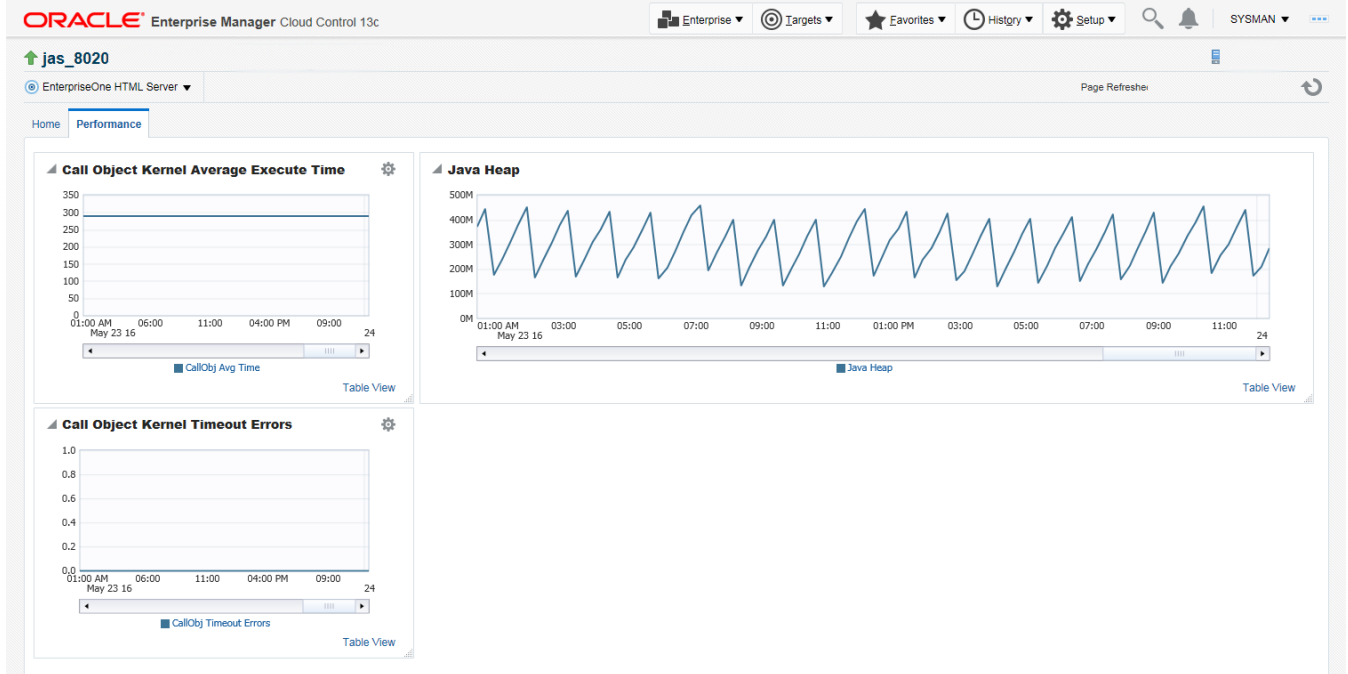 ORACLE Enterprise Manager Cloud Control 13c
Enterprise ▼ Targets ▼ Favorites ▼ History ▼ Setup ▼ SYSMAN ▼
jas_8020
EnterpriseOne HTML Server ▼ Page Refreshed
Home Performance
Call Object Kernel Average Execute Time
350
300
250
200
150
100
50
0
01:00 AM 06:00 11:00 04:00 PM 09:00
May 23 16 24
CallObj Avg Time
Table View
Java Heap
500M
400M
300M
200M
100M
0M
01:00 AM 03:00 05:00 07:00 09:00 11:00 01:00 PM 03:00 05:00 07:00 09:00 11:00
May 23 16 24
Java Heap
Table View
Call Object Kernel Timeout Errors
1.0
0.8
0.6
0.4
0.2
0.0
01:00 AM 06:00 11:00 04:00 PM 09:00
May 23 16 24
CallObj Timeout Errors
Table View